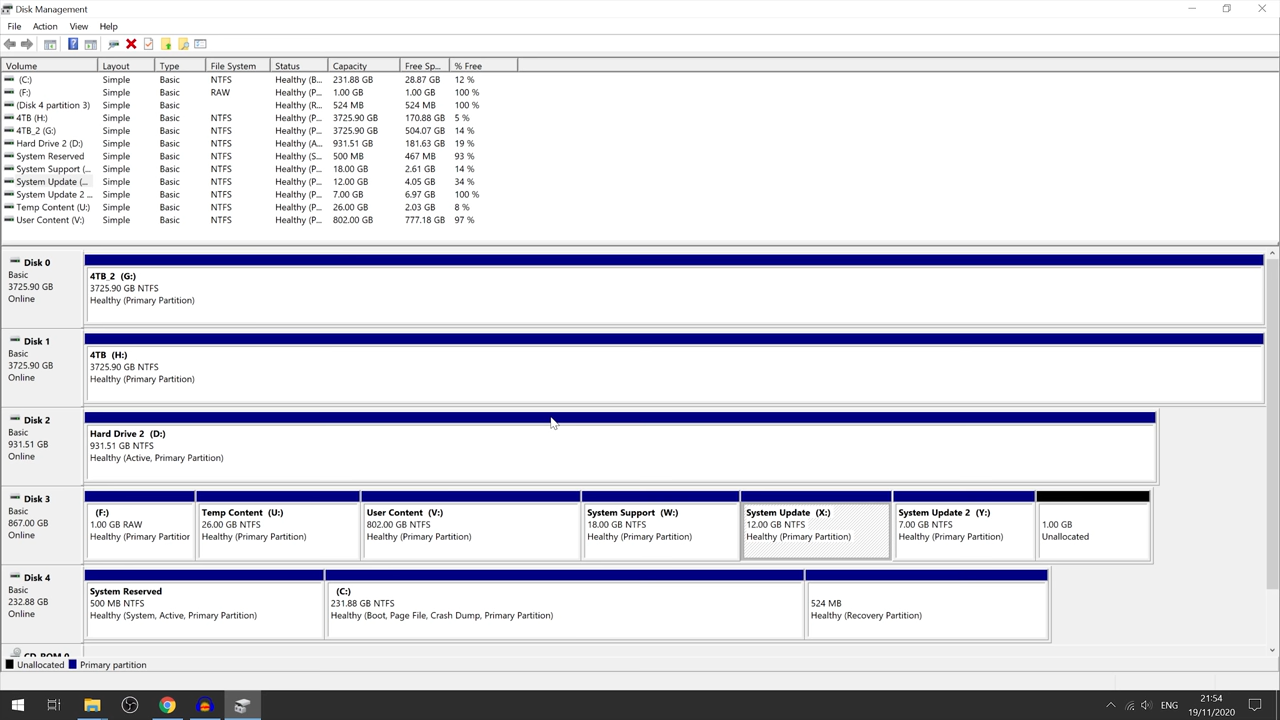 Disk Management
File Action View Help
Volume Layout Type File System Status Capacity Free Sp... % Free
(C:) Simple Basic NTFS Healthy (B... 231.88 GB 28.87 GB 12 %
(F:) Simple Basic RAW Healthy (P... 1.00 GB 1.00 GB 100 %
(Disk 4 partition 3) Simple Basic Healthy (R... 524 MB 524 MB 100 %
4TB (H:) Simple Basic NTFS Healthy (P... 3725.90 GB 170.88 GB 5 %
4TB_2 (G:) Simple Basic NTFS Healthy (P... 3725.90 GB 504.07 GB 14 %
Hard Drive 2 (D:) Simple Basic NTFS Healthy (A... 931.51 GB 181.63 GB 19 %
System Reserved Simple Basic NTFS Healthy (S... 500 MB 467 MB 93 %
System Support (... Simple Basic NTFS Healthy (P... 18.00 GB 2.61 GB 14 %
System Update (... Simple Basic NTFS Healthy (P... 12.00 GB 4.05 GB 34 %
System Update 2 ... Simple Basic NTFS Healthy (P... 7.00 GB 6.97 GB 100 %
Temp Content (U:) Simple Basic NTFS Healthy (P... 26.00 GB 2.03 GB 8 %
User Content (V:) Simple Basic NTFS Healthy (P... 802.00 GB 777.18 GB 97 %
Disk 0
Basic
3725.90 GB
Online
4TB_2 (G:)
3725.90 GB NTFS
Healthy (Primary Partition)
Disk 1
Basic
3725.90 GB
Online
4TB (H:)
3725.90 GB NTFS
Healthy (Primary Partition)
Disk 2
Basic
931.51 GB
Online
Hard Drive 2 (D:)
931.51 GB NTFS
Healthy (Active, Primary Partition)
Disk 3
Basic
867.00 GB
Online
(F:)
1.00 GB RAW
Healthy (Primary Partition
Temp Content (U:)
26.00 GB NTFS
Healthy (Primary Partition)
User Content (V:)
802.00 GB NTFS
Healthy (Primary Partition)
System Support (W:)
18.00 GB NTFS
Healthy (Primary Partition)
System Update (X:)
12.00 GB NTFS
Healthy (Primary Partition)
System Update 2 (Y:)
7.00 GB NTFS
Healthy (Primary Partition)
1.00 GB
Unallocated
Disk 4
Basic
232.88 GB
Online
System Reserved
500 MB NTFS
Healthy (System, Active, Primary Partition)
(C:)
231.88 GB NTFS
Healthy (Boot, Page File, Crash Dump, Primary Partition)
524 MB
Healthy (Recovery Partition)
CD-ROM 0
Unallocated Primary partition
ENG
21:54
19/11/2020